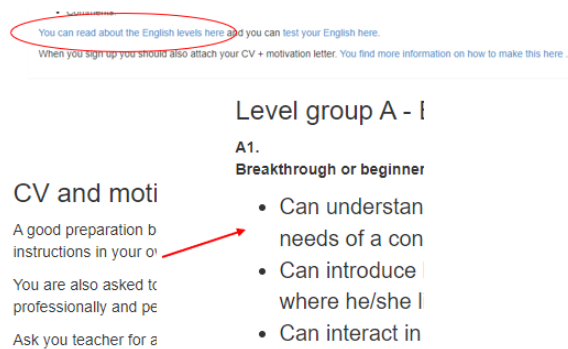 You can read about the English levels here and you can test your English here.
When you sign up you should also attach your CV + motivation letter. You find more information on how to make this here .
Level group A -
A1.
Breakthrough or beginner
• Can understan
needs of a con
• Can introduce
where he/she
• Can interact in
CV and moti
A good preparation b
instructions in your
You are also asked to
professionally and pe
Ask you teacher for a